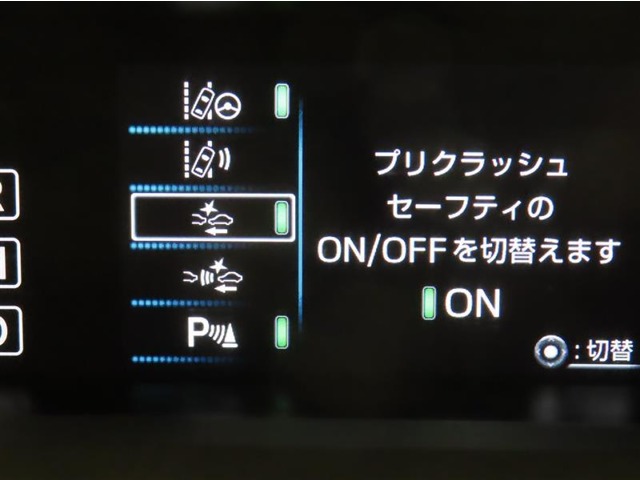 プリクラッシュ
セーフティの
ON/OFFを切替えます
ON
P
:切替